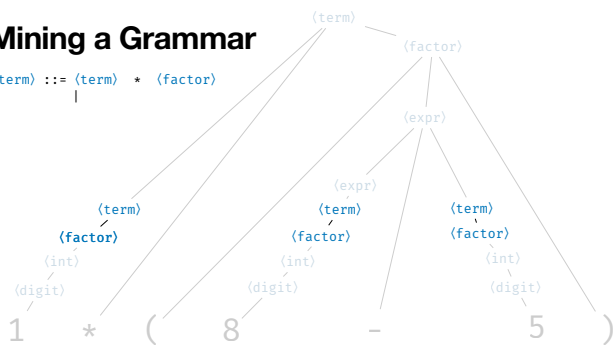 ⟨term⟩
Mining a Grammar
⟨factor⟩
⟨term⟩ ::= ⟨term⟩ * ⟨factor⟩
|
⟨expr⟩
⟨expr⟩
⟨term⟩ ⟨term⟩ ⟨term⟩
⟨factor⟩ ⟨factor⟩ ⟨factor⟩
⟨int⟩ ⟨int⟩ ⟨int⟩
⟨digit⟩ ⟨digit⟩ ⟨digit⟩
1 * ( 8 - 5 )